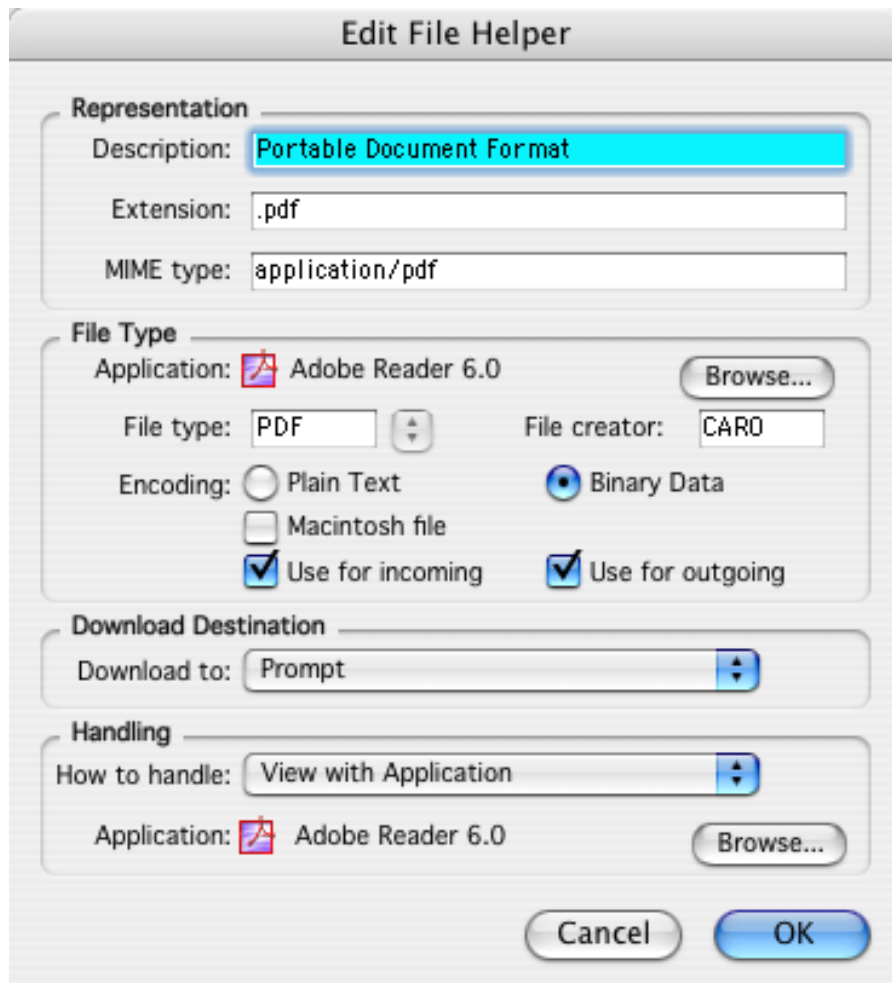 Edit File Helper
Representation
Description: Portable Document Format
Extension: .pdf
MIME type: application/pdf
File Type
Application: Adobe Reader 6.0 Browse...
File type: PDF File creator: CARO
Encoding: Plain Text Binary Data
Macintosh file
Use for incoming Use for outgoing
Download Destination
Download to: Prompt
Handling
How to handle: View with Application
Application: Adobe Reader 6.0 Browse...
Cancel OK